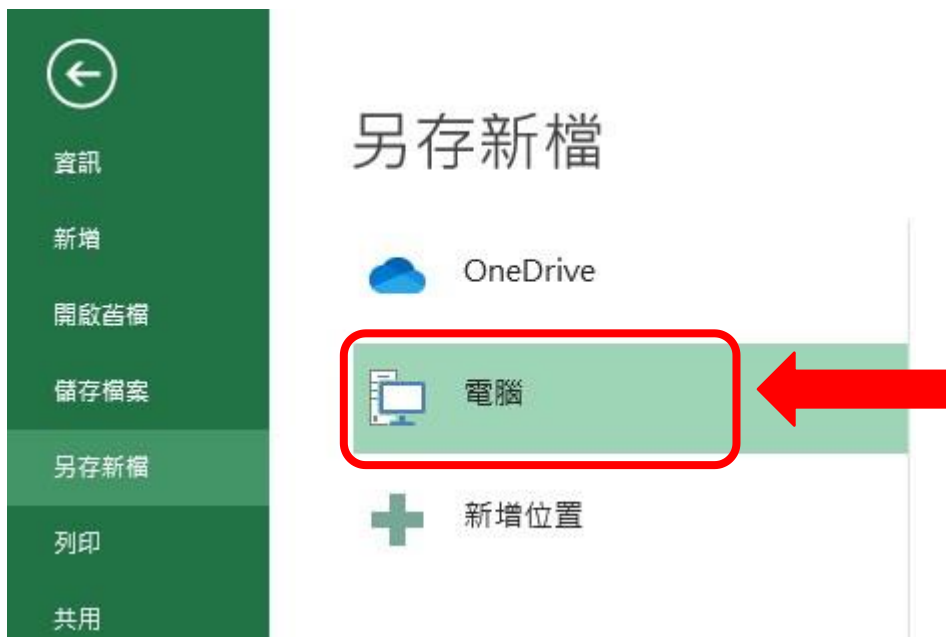 資訊
新增
開啟舊檔
儲存檔案
另存新檔
列印
共用
另存新檔
OneDrive
電腦
新增位置